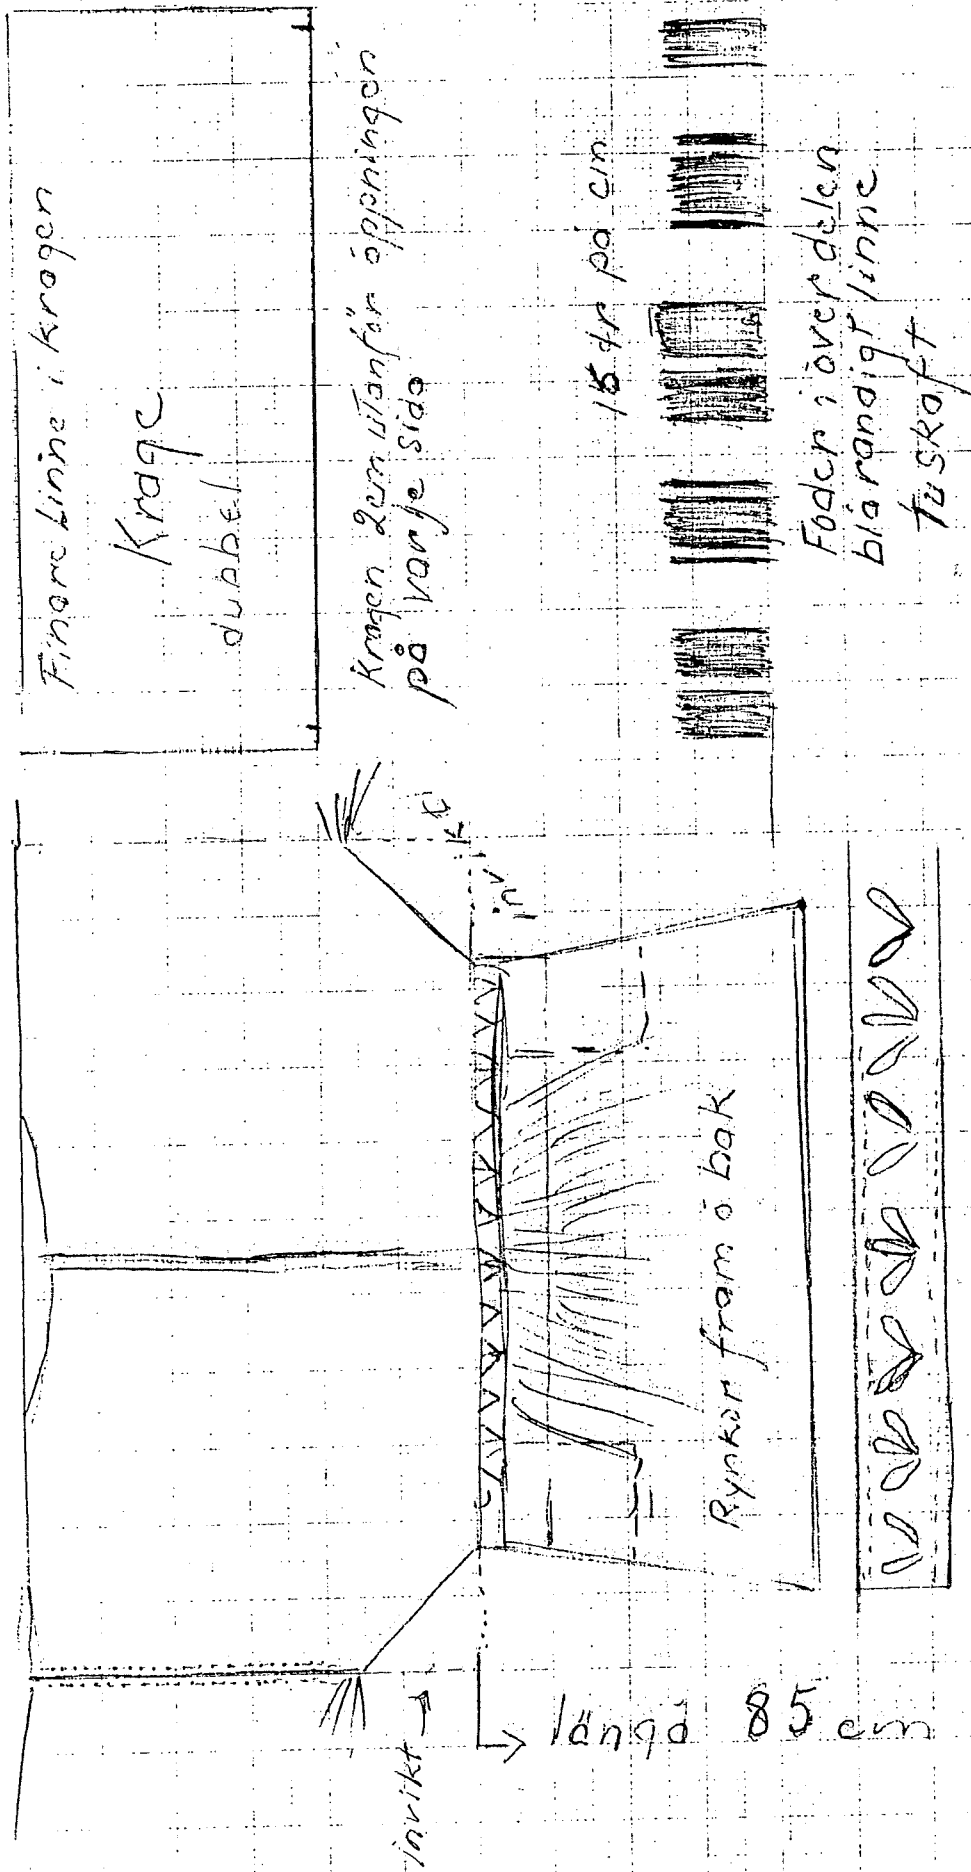 Finare Linne i kragen
Krage
dubbel
Kragen 2cm utanför öppningen
på varje sida
15 tr på cm
Foder i överdelen
blårandigt linne
Tuskaft
invikt
Rynkor fram o bak
längd 85 cm